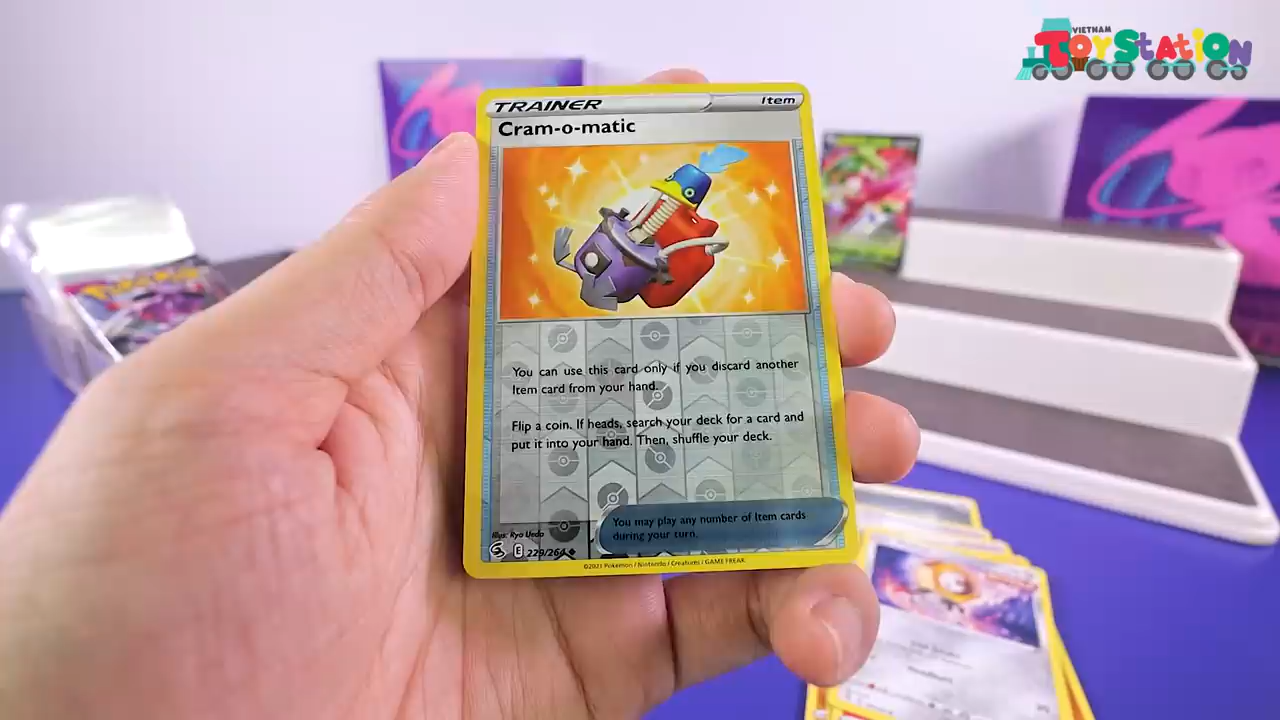 VIETNAM
TOYSTATION
TRAINER
Item
Cram-o-matic
You can use this card only if you discard another
Item card from your hand.
Flip a coin. If heads, search your deck for a card and
put it into your hand. Then, shuffle your deck.
You may play any number of Item cards
during your turn.
Illus. Ryo Ueda
E
229/264
©2021 Pokémon / Nintendo / Creatures / GAME FREAK